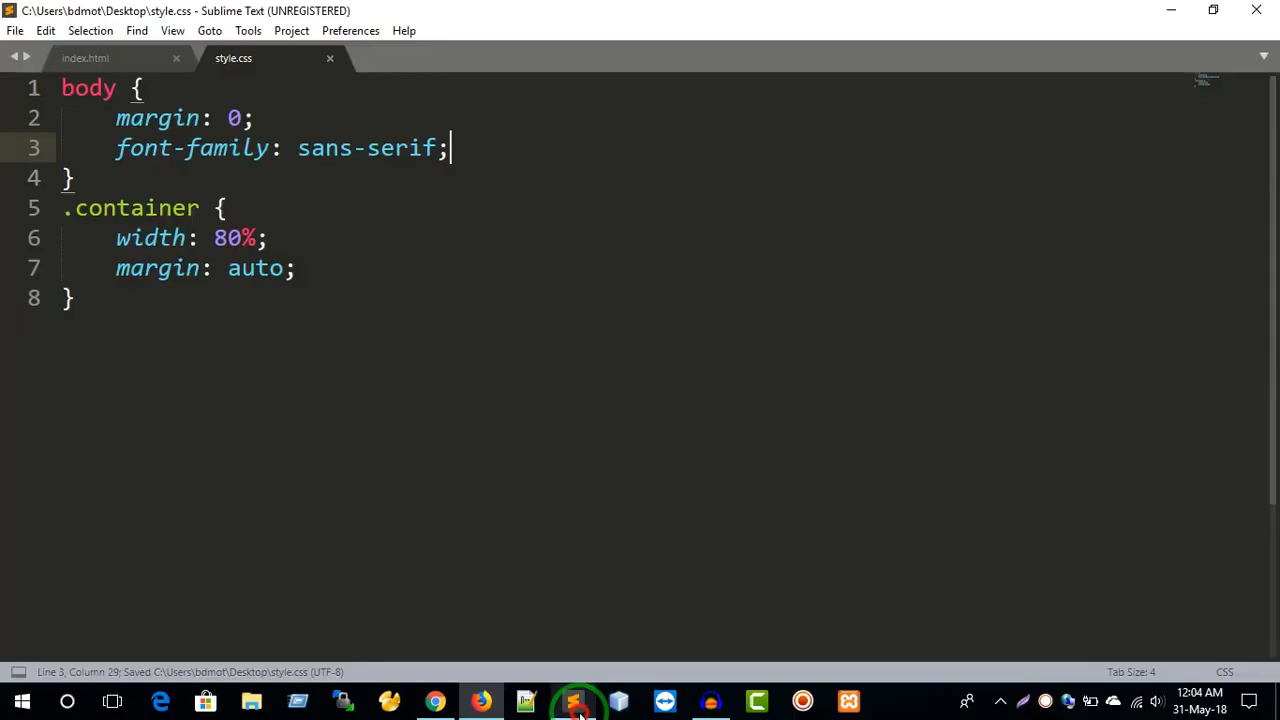 C:\Users\bdmot\Desktop\style.css - Sublime Text (UNREGISTERED)
File Edit Selection Find View Goto Tools Project Preferences Help
index.html style.css
1 body {
2 margin: 0;
3 font-family: sans-serif;
4 }
5 .container {
6 width: 80%;
7 margin: auto;
8 }
Line 3, Column 29; Saved C:\Users\bdmot\Desktop\style.css (UTF-8) Tab Size: 4 CSS
12:04 AM
31-May-18